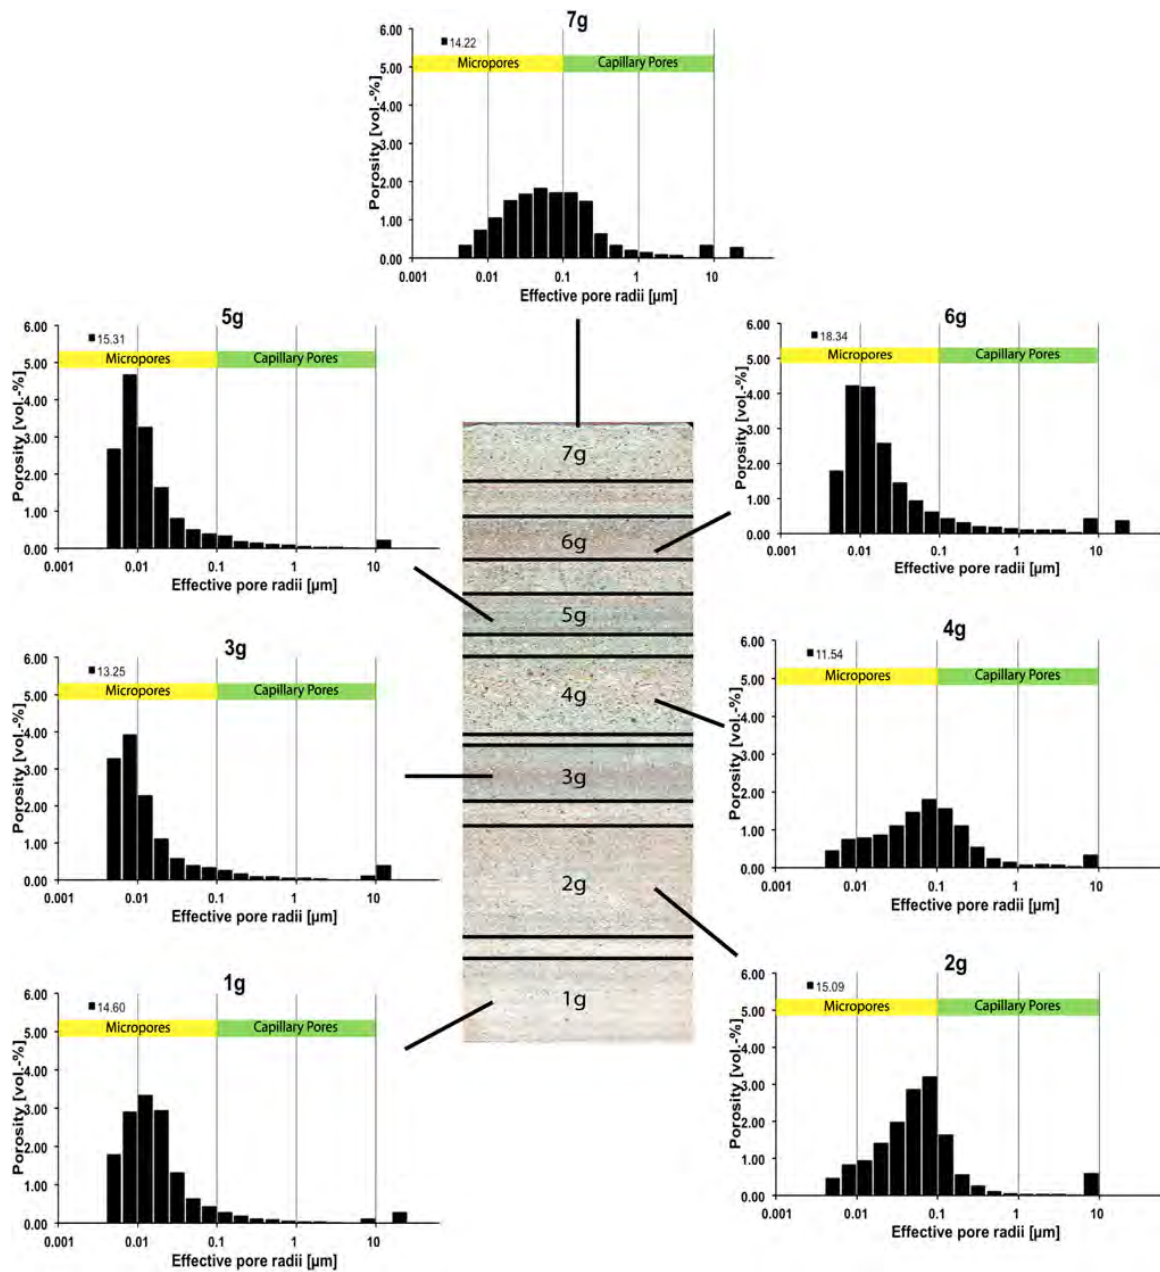 7g
6.00
14.22
Micropores
Capillary Pores
5.00
4.00
3.00
2.00
1.00
0.00
Porosity [vol.-%]
0.001
0.01
0.1
1
10
Effective pore radii [µm]
5g
6.00
15.31
Micropores
Capillary Pores
5.00
4.00
3.00
2.00
1.00
0.00
Porosity [vol.-%]
0.001
0.01
0.1
1
10
Effective pore radii [µm]
6g
6.00
18.34
Micropores
Capillary Pores
5.00
4.00
3.00
2.00
1.00
0.00
Porosity [vol.-%]
0.001
0.01
0.1
1
10
Effective pore radii [µm]
7g
6g
5g
4g
3g
2g
1g
3g
6.00
13.25
Micropores
Capillary Pores
5.00
4.00
3.00
2.00
1.00
0.00
Porosity [vol.-%]
0.001
0.01
0.1
1
10
Effective pore radii [µm]
4g
6.00
11.54
Micropores
Capillary Pores
5.00
4.00
3.00
2.00
1.00
0.00
Porosity [vol.-%]
0.001
0.01
0.1
1
10
Effective pore radii [µm]
1g
6.00
14.60
Micropores
Capillary Pores
5.00
4.00
3.00
2.00
1.00
0.00
Porosity [vol.-%]
0.001
0.01
0.1
1
10
Effective pore radii [µm]
2g
6.00
15.09
Micropores
Capillary Pores
5.00
4.00
3.00
2.00
1.00
0.00
Porosity [vol.-%]
0.001
0.01
0.1
1
10
Effective pore radii [µm]